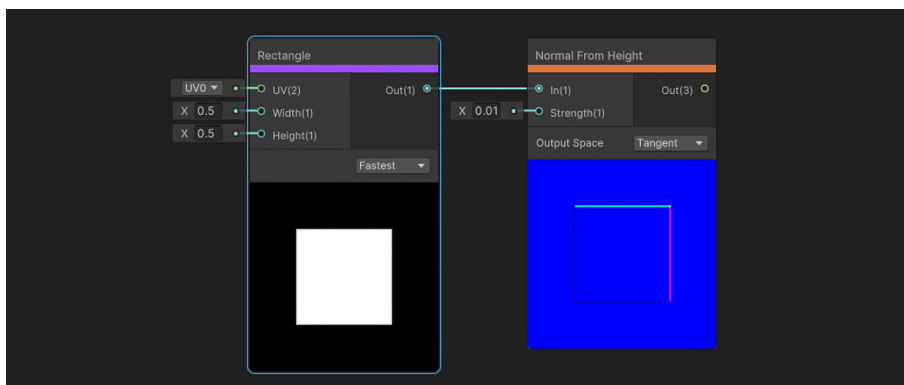 Rectangle
UV0
UV(2)
Out(1)
X 0.5
Width(1)
X 0.5
Height(1)
Fastest
Normal From Height
In(1)
Out(3)
X 0.01
Strength(1)
Output Space
Tangent